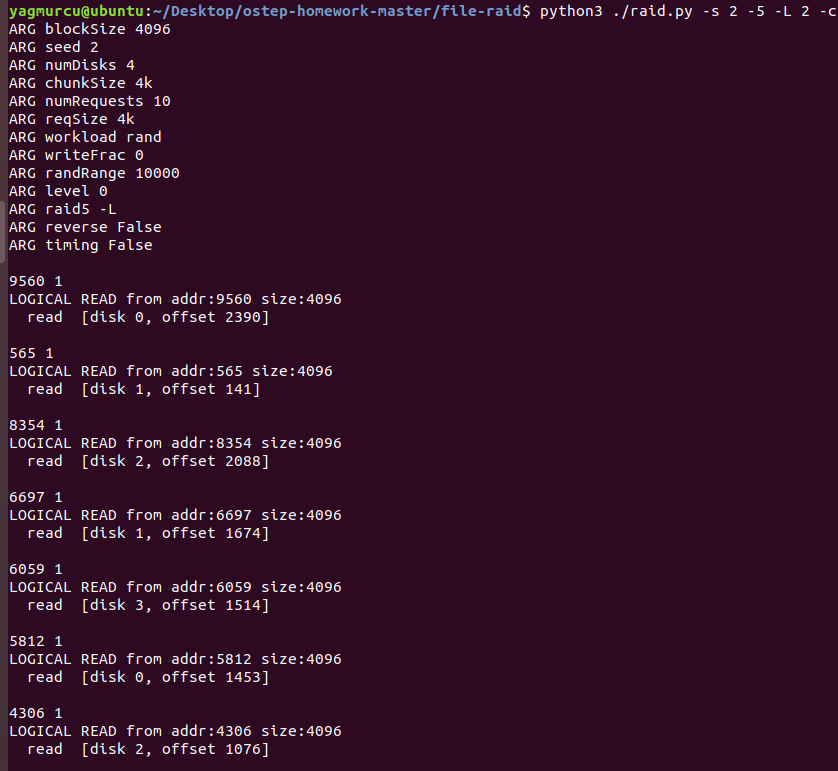 yagmurcu@ubuntu:~/Desktop/ostep-homework-master/file-raid$ python3 ./raid.py -s 2 -5 -L 2 -c
ARG blockSize 4096
ARG seed 2
ARG numDisks 4
ARG chunkSize 4k
ARG numRequests 10
ARG reqSize 4k
ARG workload rand
ARG writeFrac 0
ARG randRange 10000
ARG level 0
ARG raid5 -L
ARG reverse False
ARG timing False

9560 1
LOGICAL READ from addr:9560 size:4096
  read  [disk 0, offset 2390]

565 1
LOGICAL READ from addr:565 size:4096
  read  [disk 1, offset 141]

8354 1
LOGICAL READ from addr:8354 size:4096
  read  [disk 2, offset 2088]

6697 1
LOGICAL READ from addr:6697 size:4096
  read  [disk 1, offset 1674]

6059 1
LOGICAL READ from addr:6059 size:4096
  read  [disk 3, offset 1514]

5812 1
LOGICAL READ from addr:5812 size:4096
  read  [disk 0, offset 1453]

4306 1
LOGICAL READ from addr:4306 size:4096
  read  [disk 2, offset 1076]